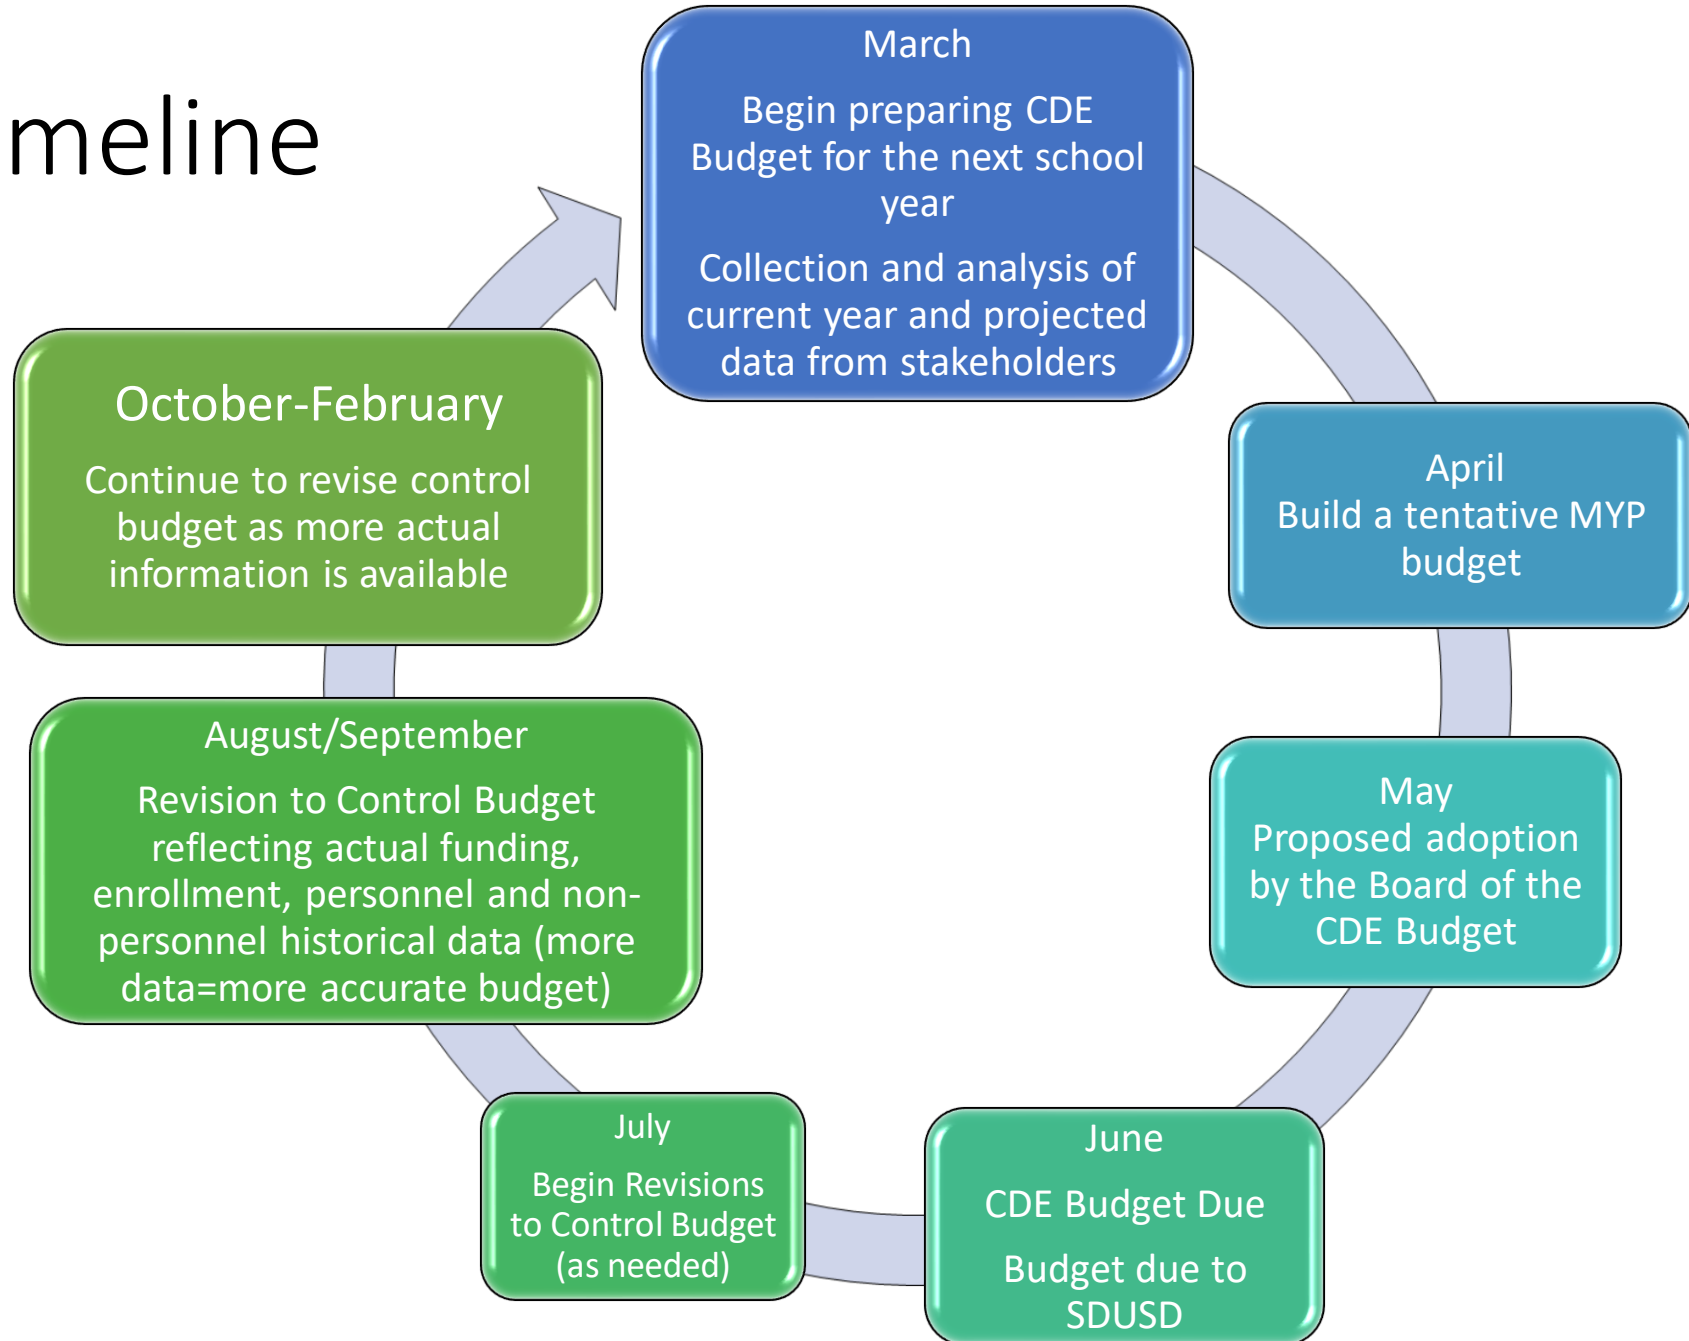 meline
March
Begin preparing CDE
Budget for the next school
year
Collection and analysis of
current year and projected
data from stakeholders
April
Build a tentative MYP
budget
May
Proposed adoption
by the Board of the
CDE Budget
June
CDE Budget Due
Budget due to
SDUSD
July
Begin Revisions
to Control Budget
(as needed)
August/September
Revision to Control Budget
reflecting actual funding,
enrollment, personnel and non-
personnel historical data (more
data=more accurate budget)
October-February
Continue to revise control
budget as more actual
information is available